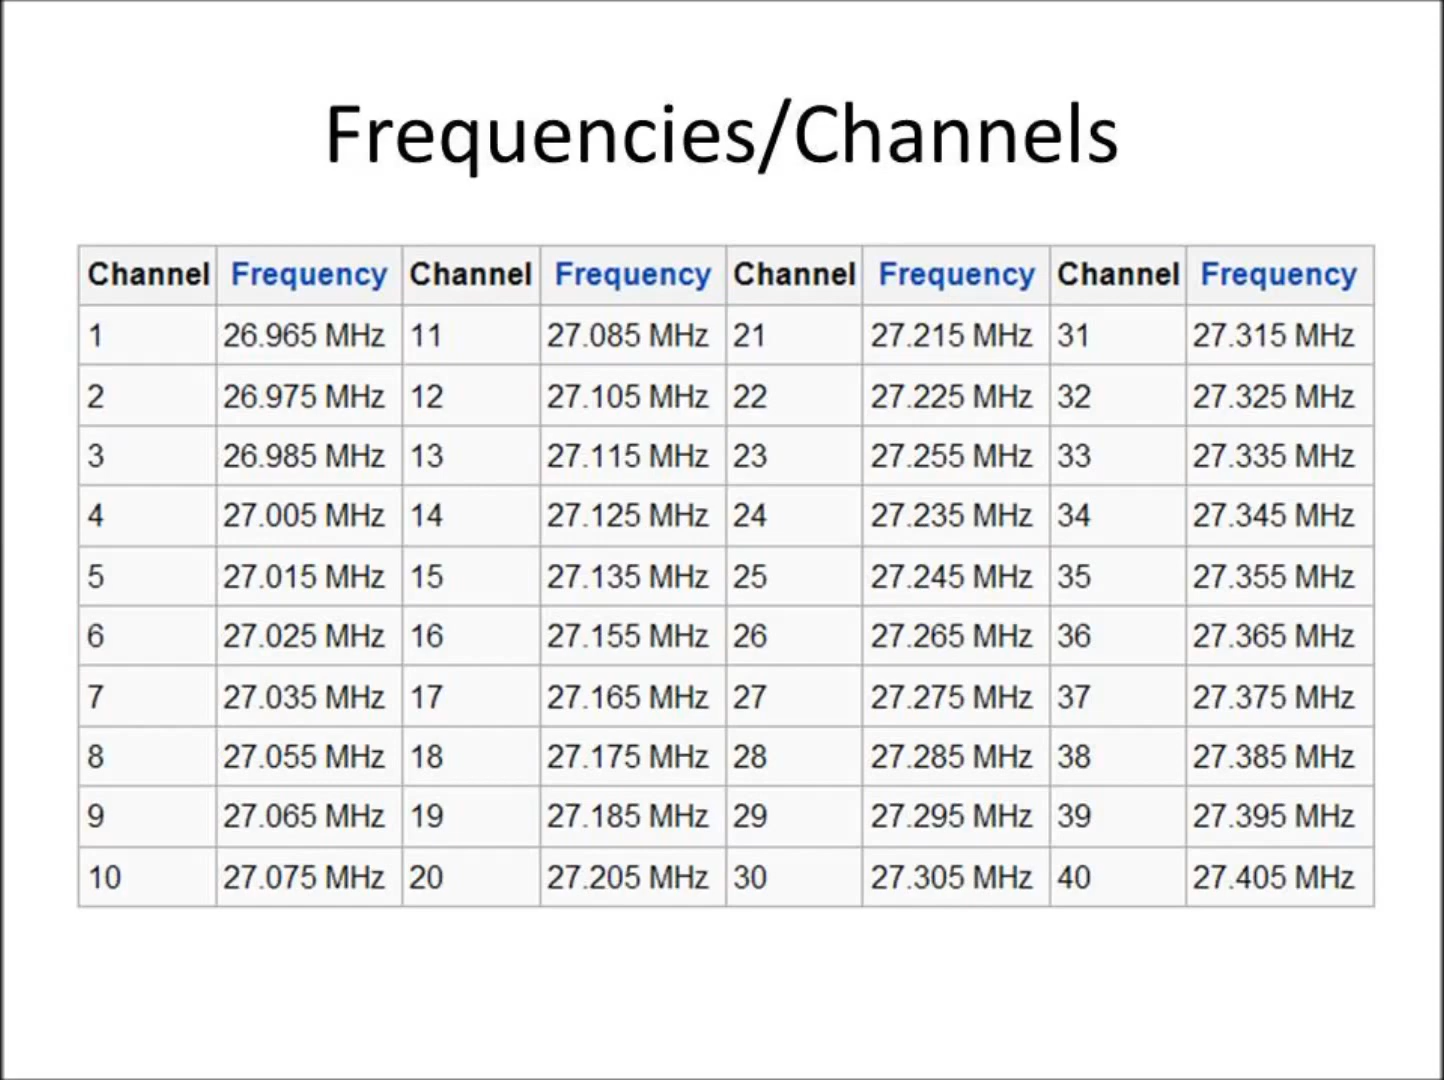 Frequencies/Channels
Channel Frequency Channel Frequency Channel Frequency Channel Frequency
1 26.965 MHz 11 27.085 MHz 21 27.215 MHz 31 27.315 MHz
2 26.975 MHz 12 27.105 MHz 22 27.225 MHz 32 27.325 MHz
3 26.985 MHz 13 27.115 MHz 23 27.255 MHz 33 27.335 MHz
4 27.005 MHz 14 27.125 MHz 24 27.235 MHz 34 27.345 MHz
5 27.015 MHz 15 27.135 MHz 25 27.245 MHz 35 27.355 MHz
6 27.025 MHz 16 27.155 MHz 26 27.265 MHz 36 27.365 MHz
7 27.035 MHz 17 27.165 MHz 27 27.275 MHz 37 27.375 MHz
8 27.055 MHz 18 27.175 MHz 28 27.285 MHz 38 27.385 MHz
9 27.065 MHz 19 27.185 MHz 29 27.295 MHz 39 27.395 MHz
10 27.075 MHz 20 27.205 MHz 30 27.305 MHz 40 27.405 MHz